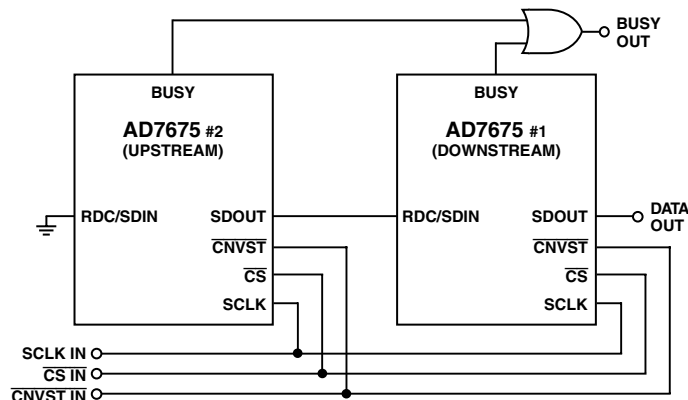 BUSY
OUT
BUSY
BUSY
AD7675 #2
(UPSTREAM)
AD7675 #1
(DOWNSTREAM)
RDC/SDIN
SDOUT
RDC/SDIN
SDOUT
DATA
OUT
CNVST
CNVST
CS
CS
SCLK
SCLK
SCLK IN
CS IN
CNVST IN